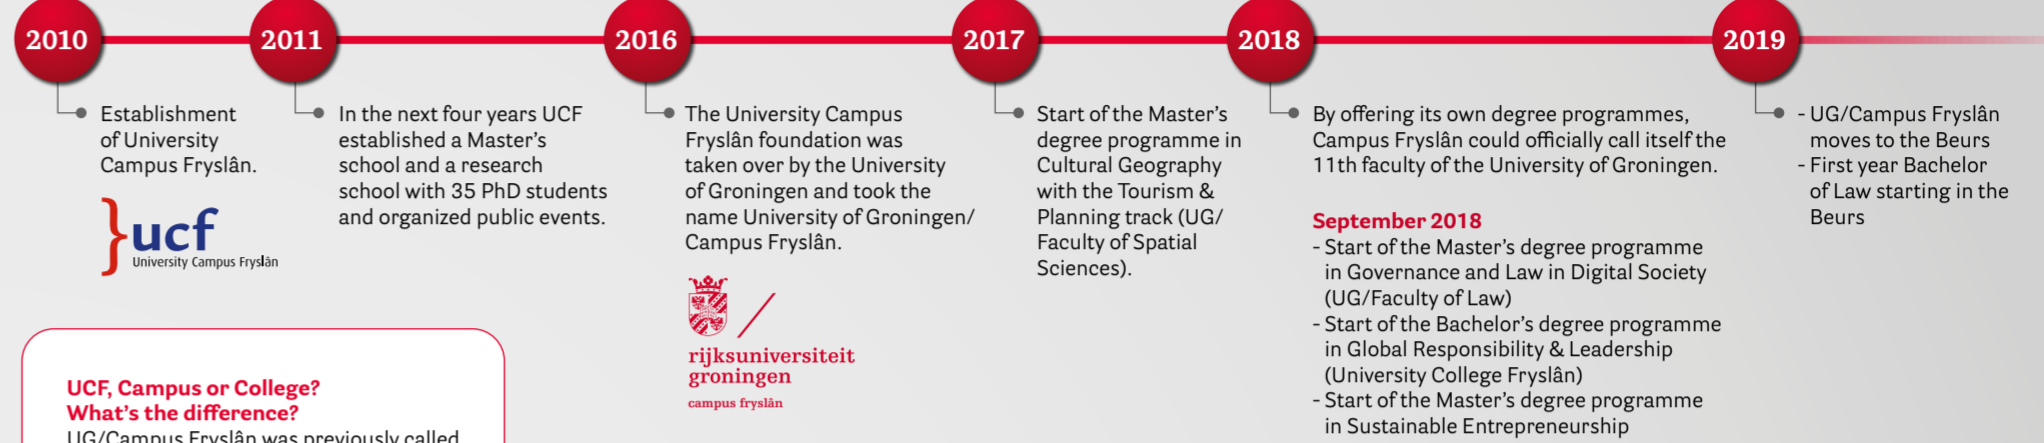 2010
2011
2016
2017
2018
2019
Establishment
of University
Campus Fryslân.
}ucf
University Campus Fryslân
In the next four years UCF
established a Master's
school and a research
school with 35 PhD students
and organized public events.
The University Campus
Fryslân foundation was
taken over by the University
of Groningen and took the
name University of Groningen/
Campus Fryslân.
rijksuniversiteit
groningen
campus fryslân
Start of the Master's
degree programme in
Cultural Geography
with the Tourism &
Planning track (UG/
Faculty of Spatial
Sciences).
By offering its own degree programmes,
Campus Fryslân could officially call itself the
11th faculty of the University of Groningen.
September 2018
- Start of the Master's degree programme
in Governance and Law in Digital Society
(UG/Faculty of Law)
- Start of the Bachelor's degree programme
in Global Responsibility & Leadership
(University College Fryslân)
- Start of the Master's degree programme
in Sustainable Entrepreneurship
- UG/Campus Fryslân
moves to the Beurs
- First year Bachelor
of Law starting in the
Beurs
UCF, Campus or College?
What's the difference?
UG/Campus Fryslân was previously called